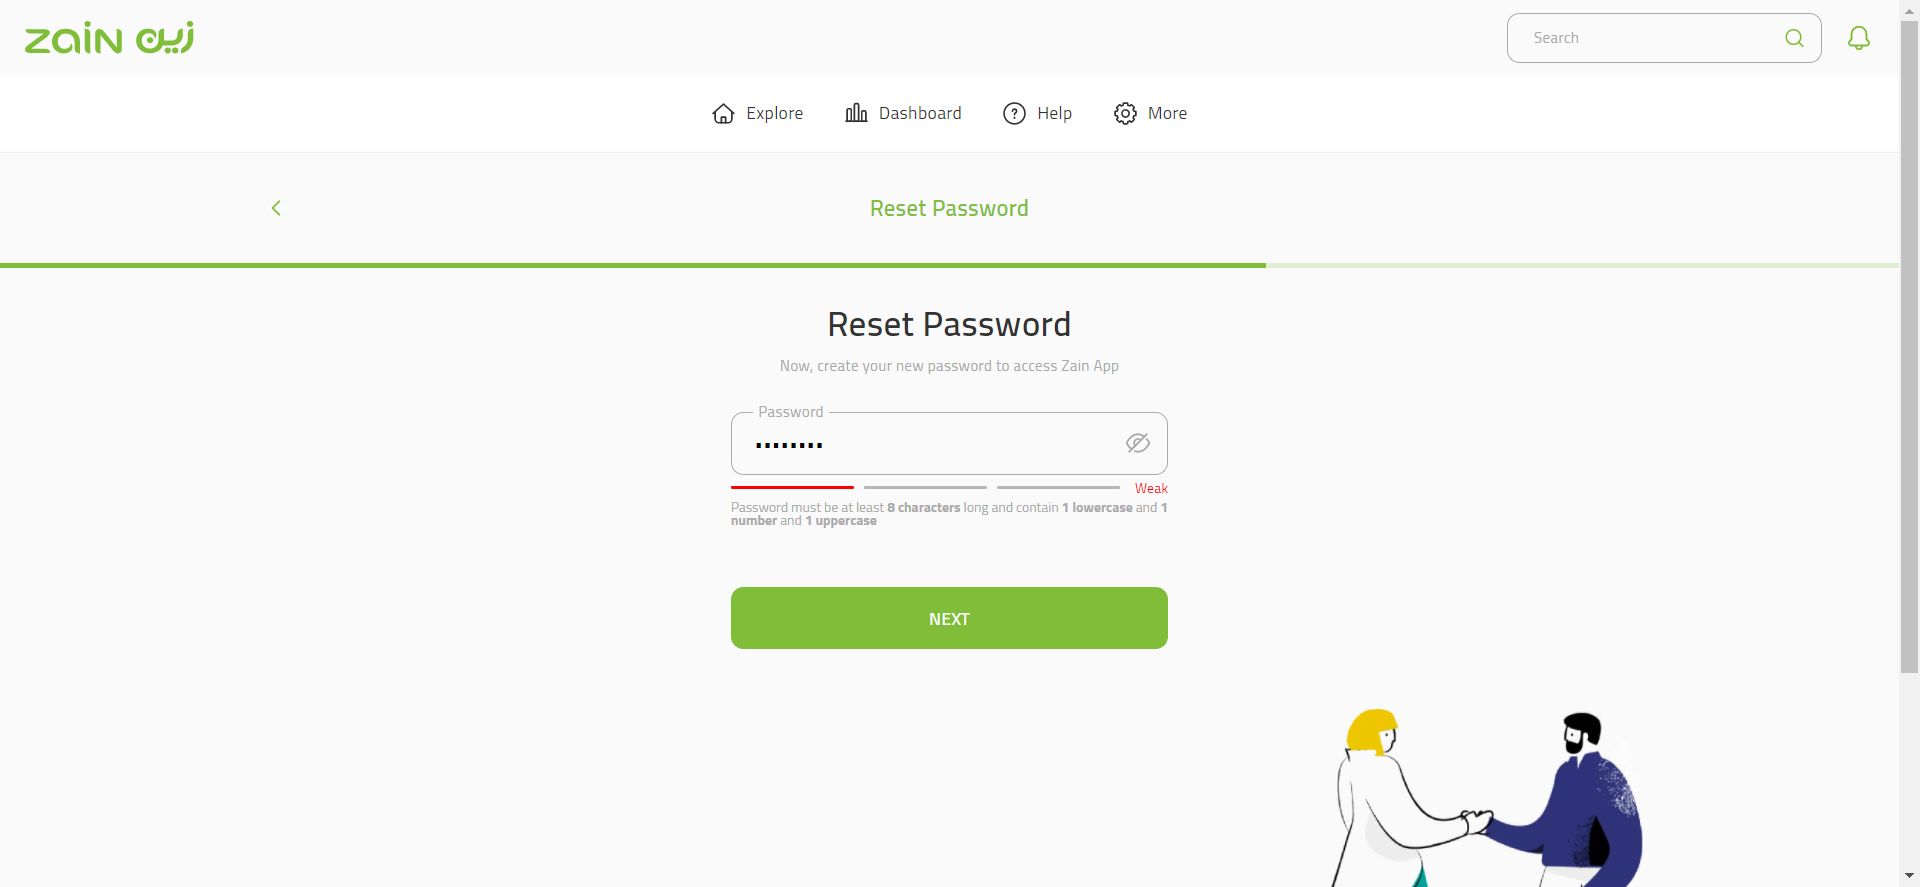 zain زين
Search
Explore
Dashboard
Help
More
Reset Password
Reset Password
Now, create your new password to access Zain App
Password
••••••••
Weak
Password must be at least 8 characters long and contain 1 lowercase and 1
number and 1 uppercase
NEXT